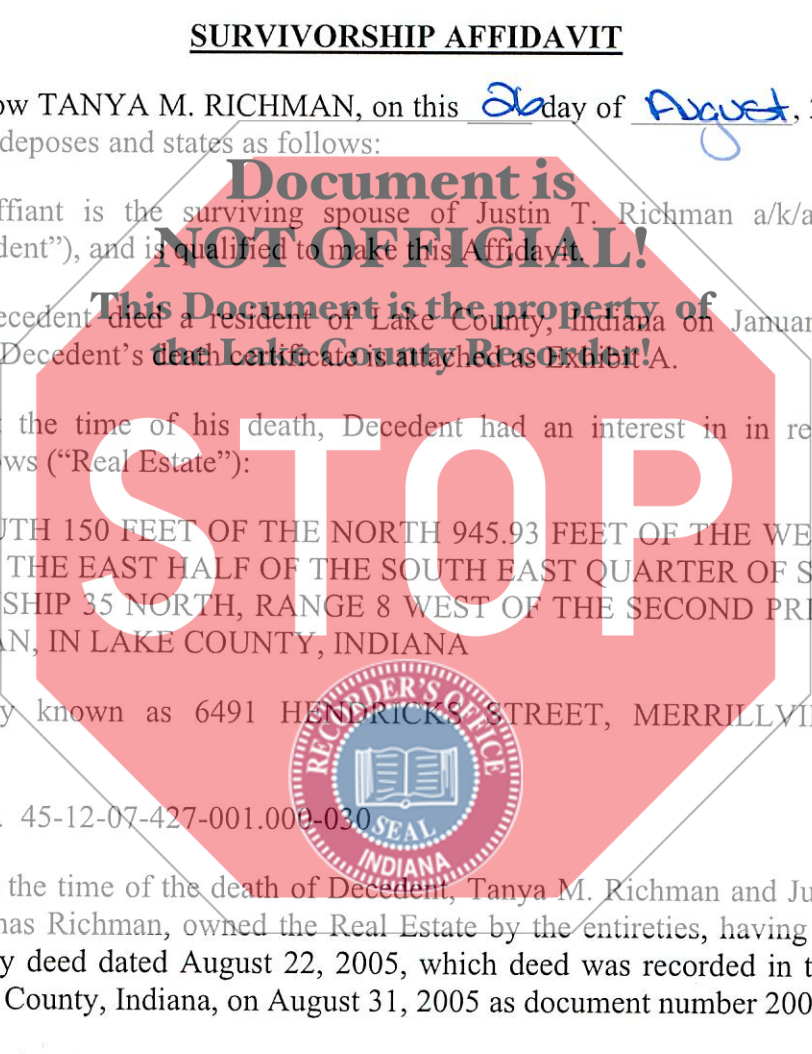 SURVIVORSHIP AFFIDAVIT
ow TANYA M. RICHMAN, on this 26 day of August,
deposes and states as follows:
Document is
ffiant is the surviving spouse of Justin T. Richman a/k/a
NOT OFFICIAL!
dent”), and is qualified to make this Affidavit.
This Document is the property of
ecedent died a resident of Lake County, Indiana on Januar
the Lake County Recorder!
Decedent’s death certificate is attached as Exhibit A.
the time of his death, Decedent had an interest in in re
ws (“Real Estate”):
STOP
UTH 150 FEET OF THE NORTH 945.93 FEET OF THE WE
THE EAST HALF OF THE SOUTH EAST QUARTER OF S
SHIP 35 NORTH, RANGE 8 WEST OF THE SECOND PRI
AN, IN LAKE COUNTY, INDIANA
RECORDER'S OFFICE
y known as 6491 HENDRICKS STREET, MERRILLVI
45-12-07-427-001.000-030
SEAL
INDIANA
the time of the death of Decedent, Tanya M. Richman and Ju
nas Richman, owned the Real Estate by the entireties, having
y deed dated August 22, 2005, which deed was recorded in t
County, Indiana, on August 31, 2005 as document number 200